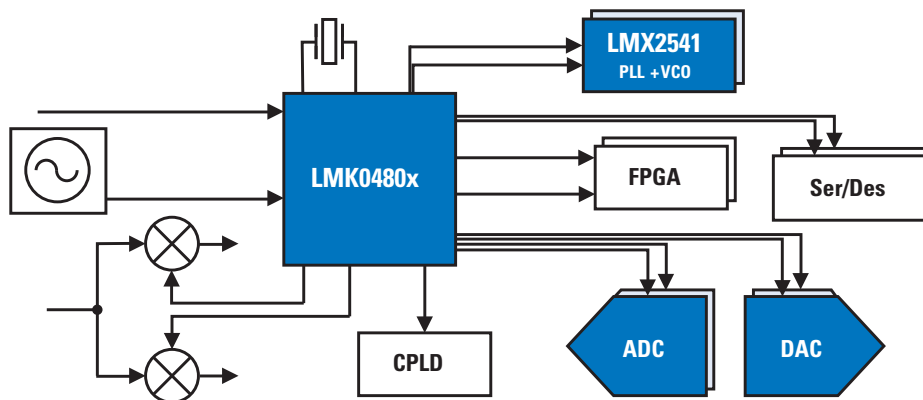 LMX2541
PLL +VCO
LMK0480x
FPGA
Ser/Des
CPLD
ADC
DAC